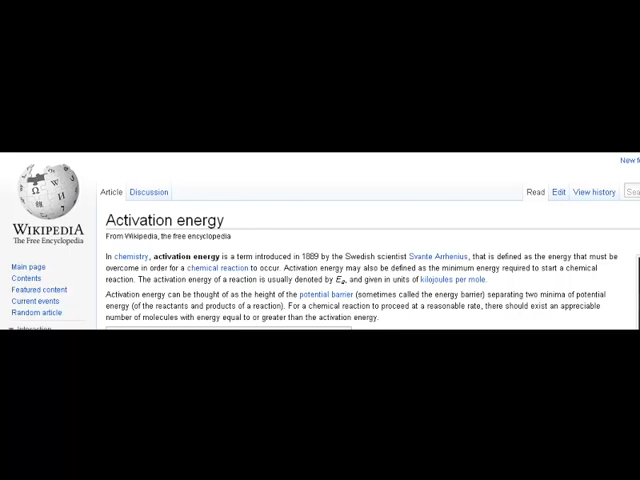 New f
Article Discussion Read Edit View history Sea
WIKIPEDIA
The Free Encyclopedia
Activation energy
From Wikipedia, the free encyclopedia
In chemistry, activation energy is a term introduced in 1889 by the Swedish scientist Svante Arrhenius, that is defined as the energy that must be
overcome in order for a chemical reaction to occur. Activation energy may also be defined as the minimum energy required to start a chemical
reaction. The activation energy of a reaction is usually denoted by Ea, and given in units of kilojoules per mole.
Activation energy can be thought of as the height of the potential barrier (sometimes called the energy barrier) separating two minima of potential
energy (of the reactants and products of a reaction). For a chemical reaction to proceed at a reasonable rate, there should exist an appreciable
number of molecules with energy equal to or greater than the activation energy.
Main page
Contents
Featured content
Current events
Random article
Interaction